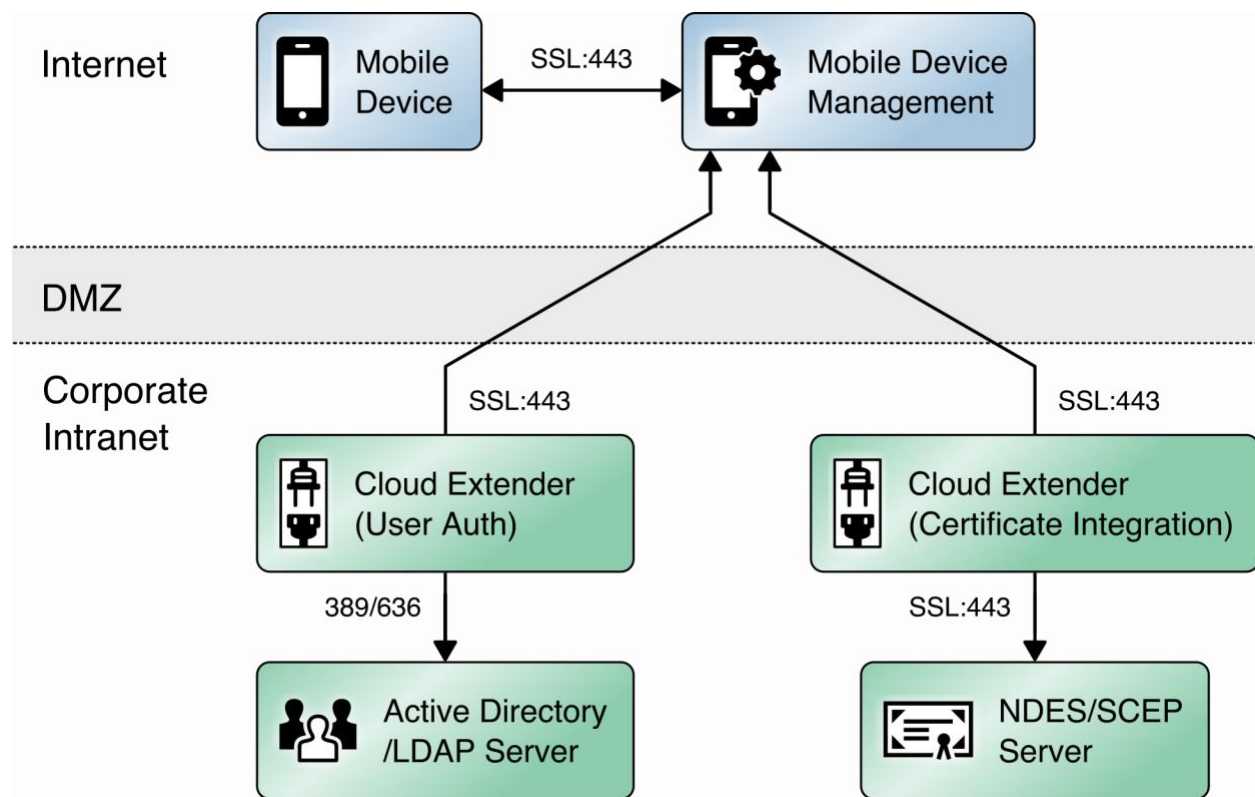 Internet
Mobile
Device
SSL:443
Mobile Device
Management
DMZ
Corporate
Intranet
SSL:443
SSL:443
Cloud Extender
(User Auth)
Cloud Extender
(Certificate Integration)
389/636
SSL:443
Active Directory
/LDAP Server
NDES/SCEP
Server